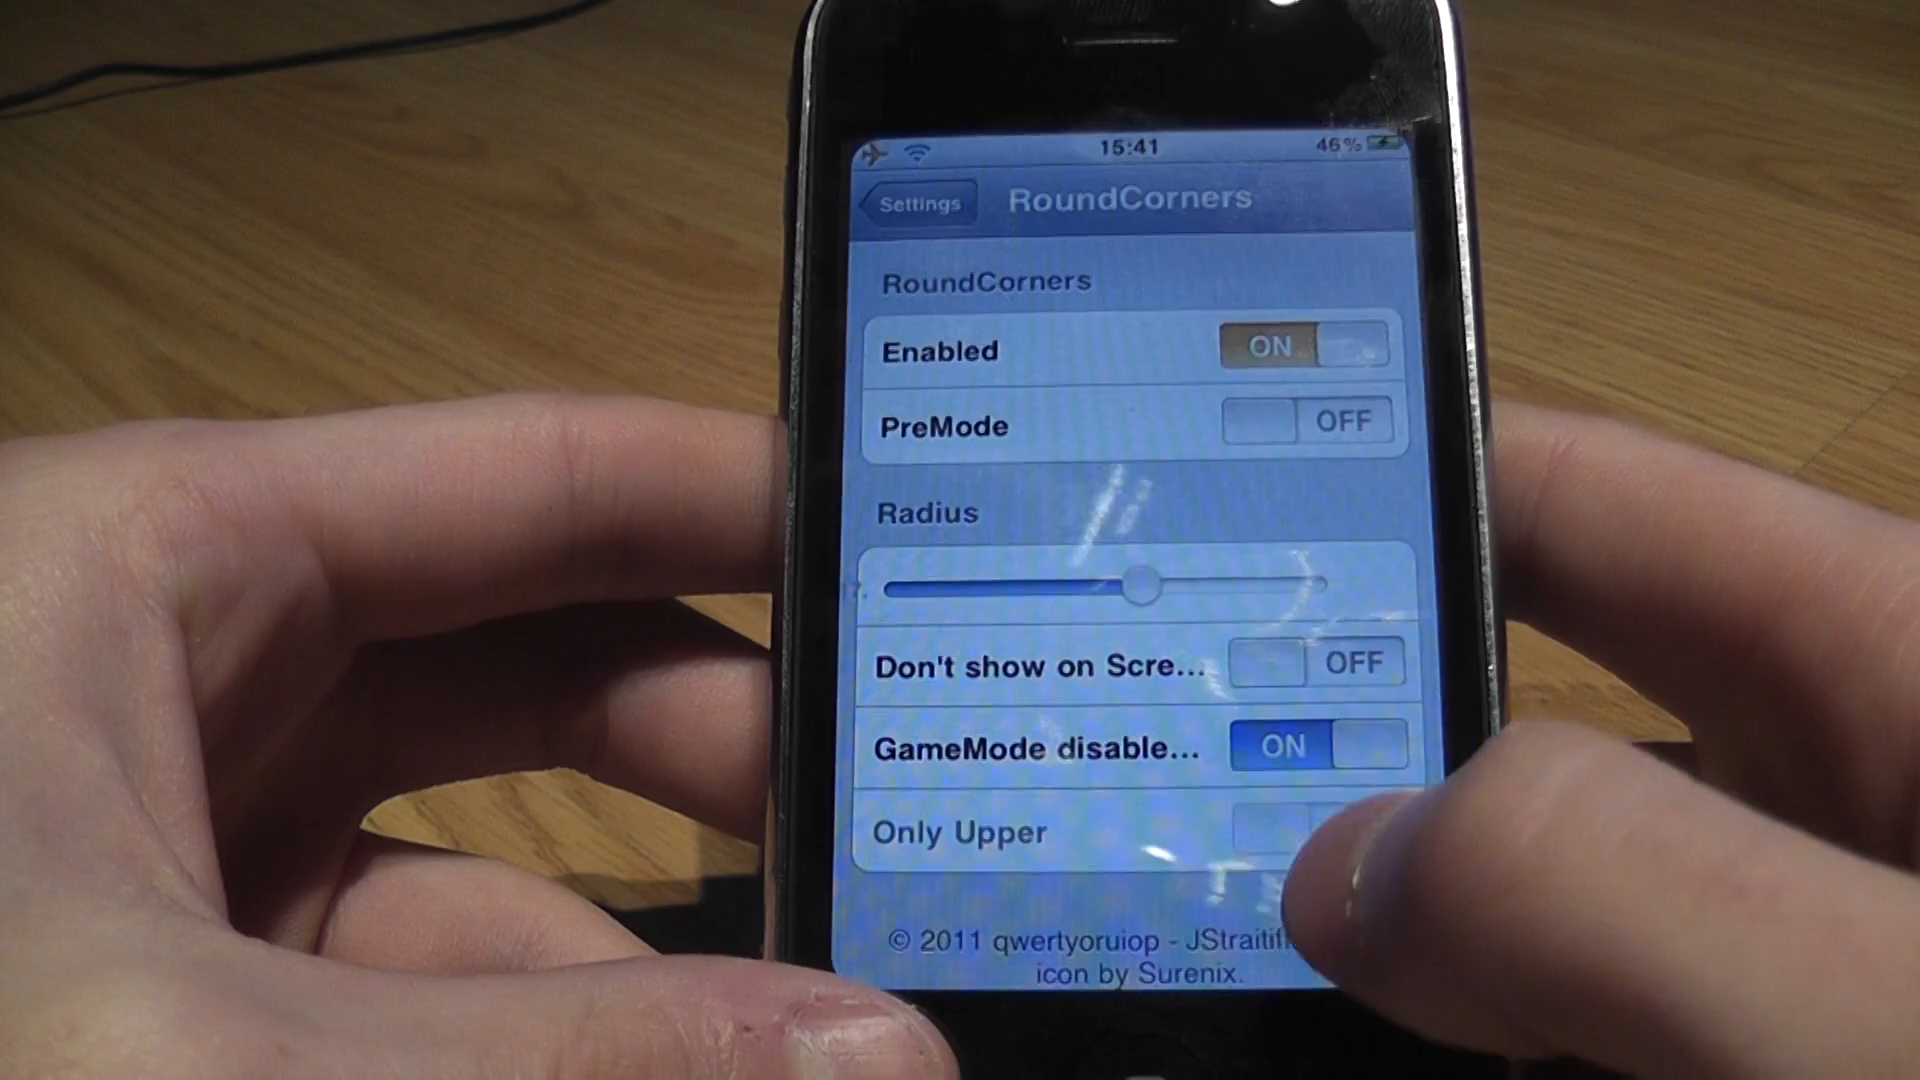 15:41
46%
Settings
RoundCorners
RoundCorners
Enabled
ON
PreMode
OFF
Radius
Don't show on Scre...
OFF
GameMode disable...
ON
Only Upper
© 2011 qwertyoruiop -
icon by Surenix.